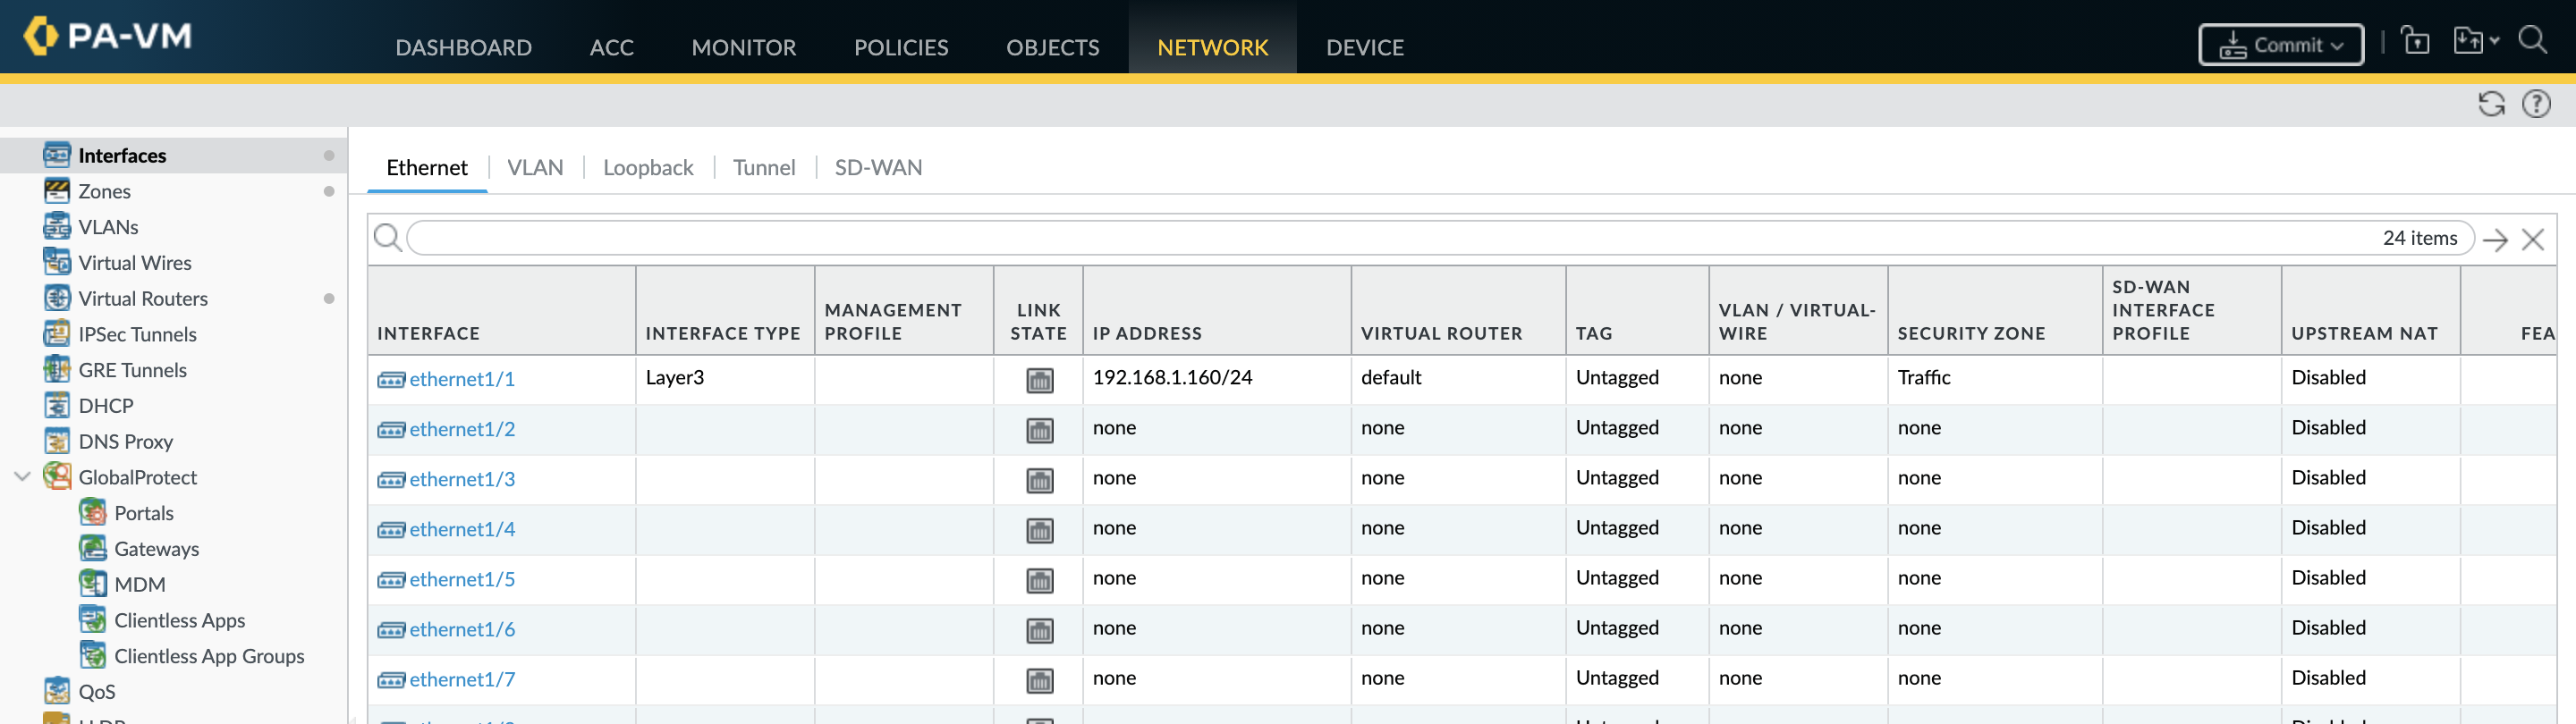 PA-VM
DASHBOARD ACC MONITOR POLICIES OBJECTS NETWORK DEVICE Commit
Interfaces
Zones
VLANs
Virtual Wires
Virtual Routers
IPSec Tunnels
GRE Tunnels
DHCP
DNS Proxy
GlobalProtect
Portals
Gateways
MDM
Clientless Apps
Clientless App Groups
QoS
Ethernet VLAN Loopback Tunnel SD-WAN
24 items
INTERFACE INTERFACE TYPE MANAGEMENT PROFILE LINK STATE IP ADDRESS VIRTUAL ROUTER TAG VLAN / VIRTUAL-WIRE SECURITY ZONE SD-WAN INTERFACE PROFILE UPSTREAM NAT FEA
ethernet1/1 Layer3 192.168.1.160/24 default Untagged none Traffic Disabled
ethernet1/2 none none Untagged none none Disabled
ethernet1/3 none none Untagged none none Disabled
ethernet1/4 none none Untagged none none Disabled
ethernet1/5 none none Untagged none none Disabled
ethernet1/6 none none Untagged none none Disabled
ethernet1/7 none none Untagged none none Disabled